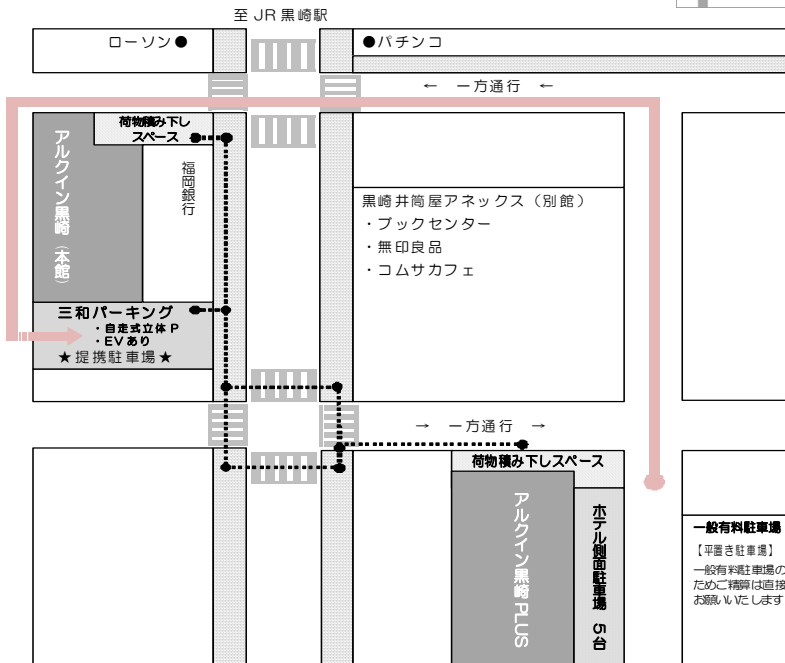 至 JR 黒崎駅
ローソン●
●パチンコ
← 一方通行 ←
荷物積み下し
スペース
アルクイン黒崎（本館）
福岡銀行
黒崎井筒屋アネックス（別館）
・ブックセンター
・無印良品
・コムサカフェ
三和パーキング
・自走式立体 P
・EVあり
★提携駐車場★
→ 一方通行 →
荷物積み下しスペース
アルクイン黒崎 PLUS
ホテル側面駐車場 5台
一般有料駐車場
【平置き駐車場】
一般有料駐車場の
ためご精算は直接
お願いいたします